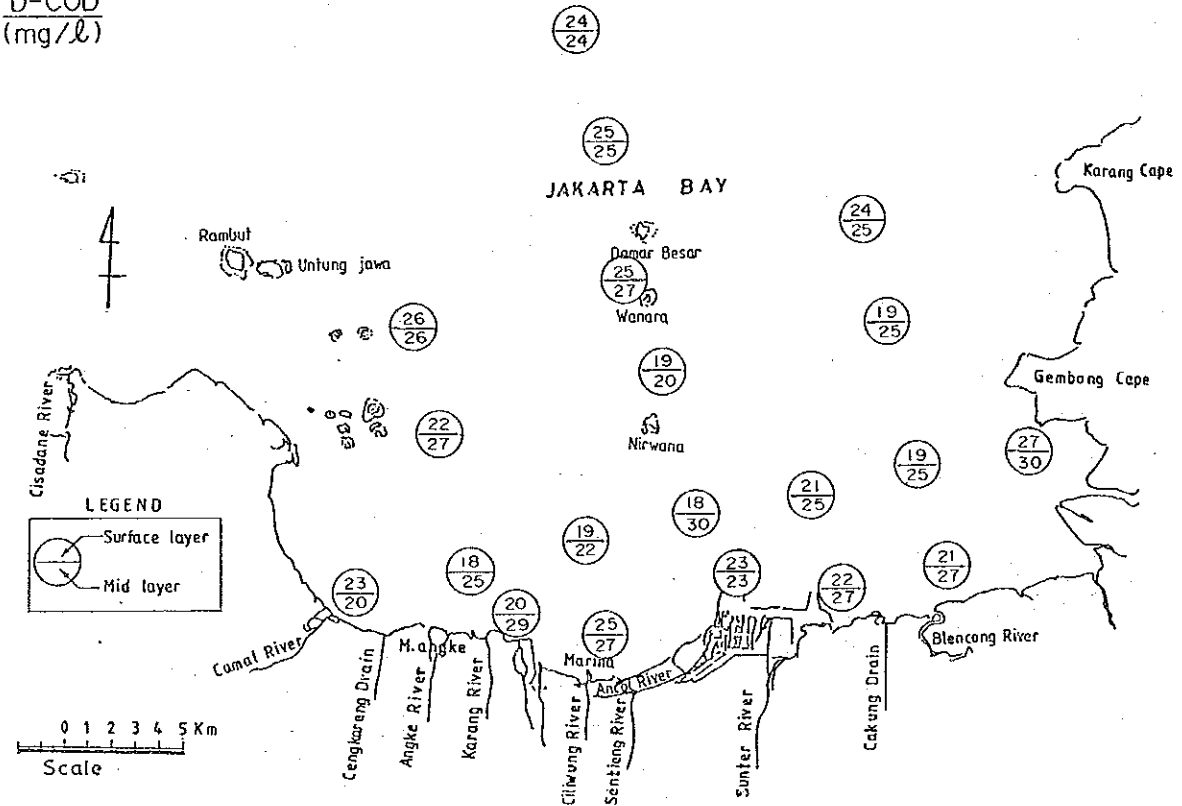 D-COD
(mg/ℓ)
24
24
25
25
JAKARTA BAY
Karang Cape
24
25
Rambut
Untung jawa
Damar Besar
25
27
Wanara
26
26
19
25
19
20
Gembong Cape
Cisadane River
22
27
Nirwana
27
30
19
25
21
25
18
30
LEGEND
Surface layer
Mid layer
19
22
18
25
23
23
21
27
22
27
23
20
20
29
25
27
Camal River
M.angke
Marina
Ancol River
Blencong River
Cengkareng Drain
Angke River
Karang River
Ciliwung River
Sentiong River
Sunter River
Cakung Drain
0 1 2 3 4 5 Km
Scale